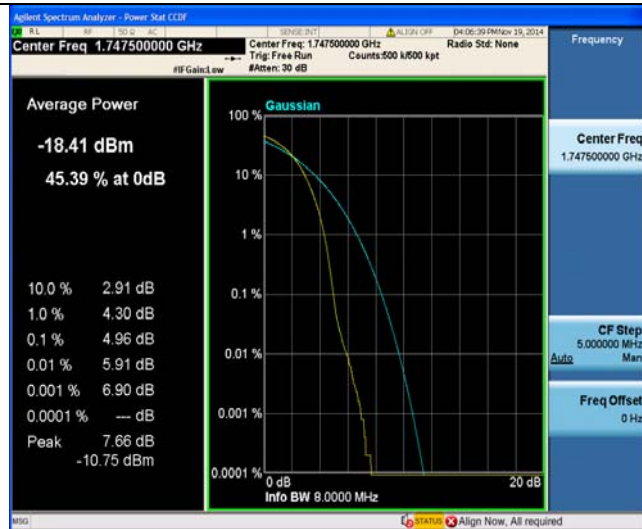 Agilent Spectrum Analyzer - Power Stat CCDF
RL RF 50 Ω AC SENSE:INT ALIGN OFF 04:06:39 PM Nov 19, 2014
Center Freq 1.747500000 GHz
Center Freq: 1.747500000 GHz
Radio Std: None
Trig: Free Run Counts:500 k/500 kpt
#IFGain:Low #Atten: 30 dB
Frequency
Average Power
-18.41 dBm
45.39 % at 0dB
10.0 % 2.91 dB
1.0 % 4.30 dB
0.1 % 4.96 dB
0.01 % 5.91 dB
0.001 % 6.90 dB
0.0001 % --- dB
Peak 7.66 dB
-10.75 dBm
Gaussian
100 %
10 %
1 %
0.1 %
0.01 %
0.001 %
0.0001 %
0 dB 20 dB
Info BW 8.0000 MHz
Center Freq
1.747500000 GHz
CF Step
5.000000 MHz
Auto Man
Freq Offset
0 Hz
MSG STATUS Align Now, All required